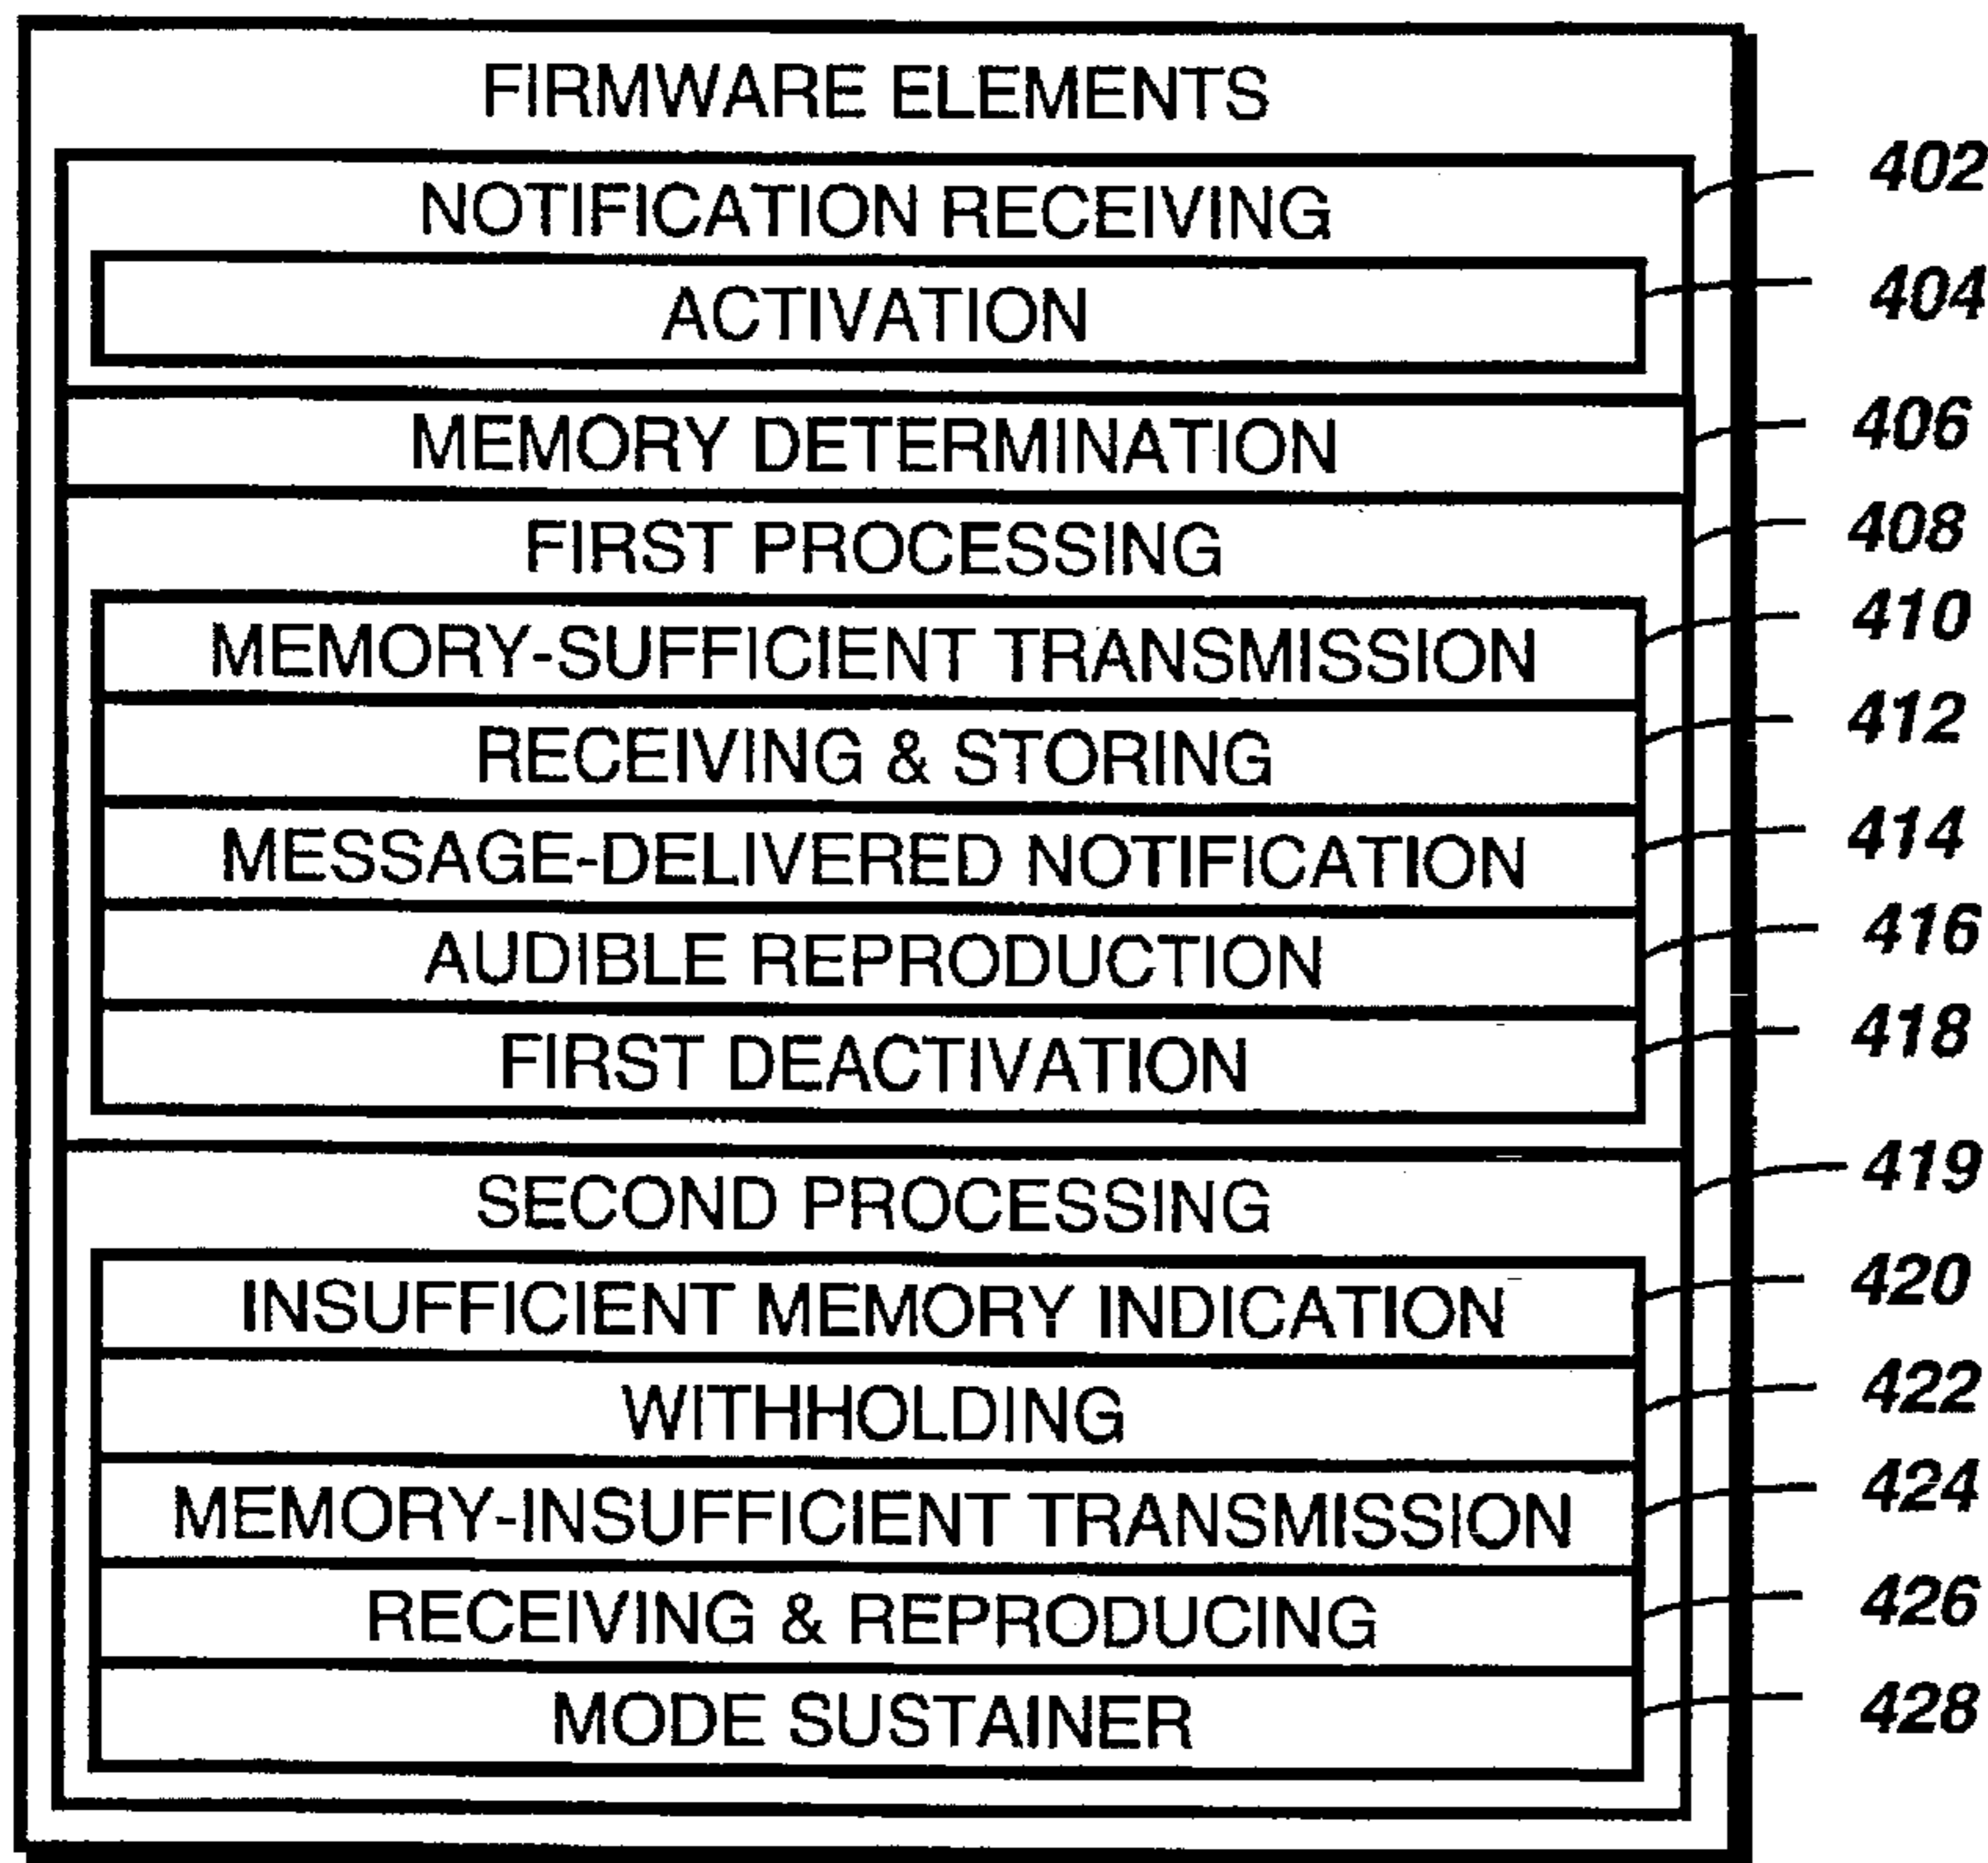 FIRMWARE ELEMENTS
NOTIFICATION RECEIVING 402
ACTIVATION 404
MEMORY DETERMINATION 406
FIRST PROCESSING 408
MEMORY-SUFFICIENT TRANSMISSION 410
RECEIVING & STORING 412
MESSAGE-DELIVERED NOTIFICATION 414
AUDIBLE REPRODUCTION 416
FIRST DEACTIVATION 418
SECOND PROCESSING 419
INSUFFICIENT MEMORY INDICATION 420
WITHHOLDING 422
MEMORY-INSUFFICIENT TRANSMISSION 424
RECEIVING & REPRODUCING 426
MODE SUSTAINER 428